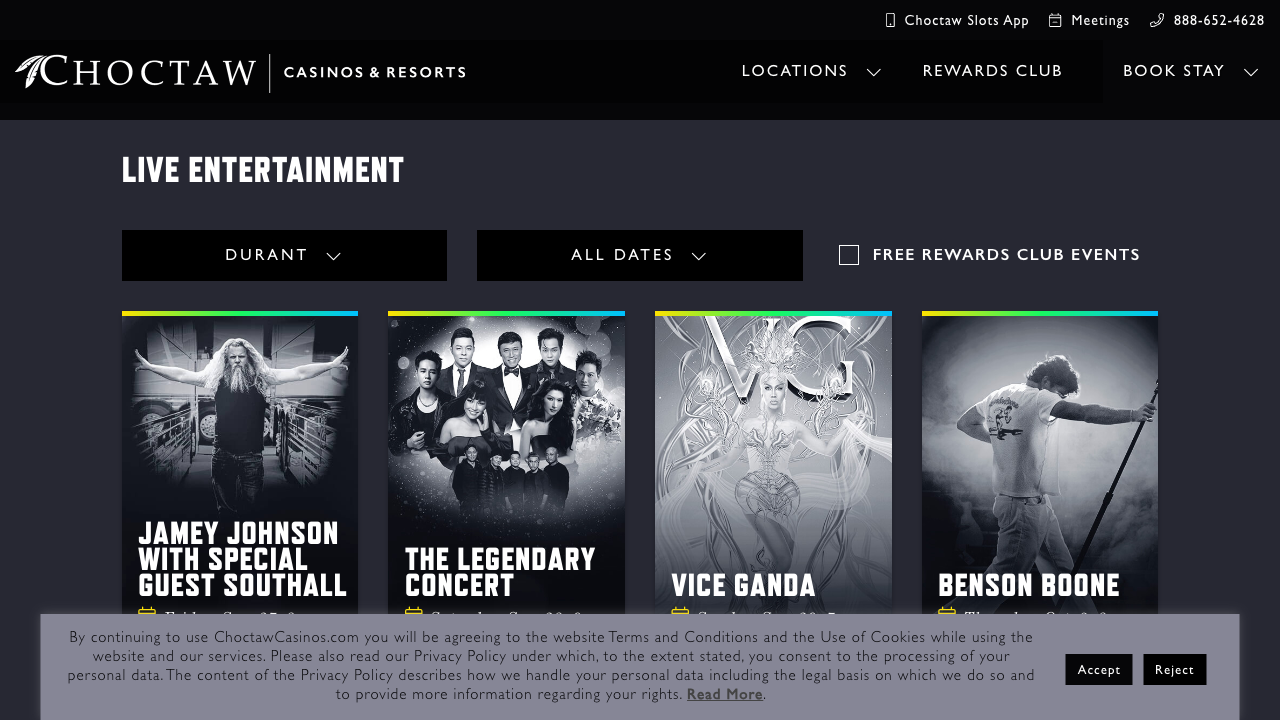 Choctaw Slots App
Meetings
888-652-4628
CHOCTAW CASINOS & RESORTS
LOCATIONS
REWARDS CLUB
BOOK STAY
LIVE ENTERTAINMENT
DURANT
ALL DATES
FREE REWARDS CLUB EVENTS
VG
JAMEY JOHNSON
WITH SPECIAL
GUEST SOUTHALL
THE LEGENDARY
CONCERT
VICE GANDA
BENSON BOONE
By continuing to use ChoctawCasinos.com you will be agreeing to the website Terms and Conditions and the Use of Cookies while using the
website and our services. Please also read our Privacy Policy under which, to the extent stated, you consent to the processing of your
personal data. The content of the Privacy Policy describes how we handle your personal data including the legal basis on which we do so and
to provide more information regarding your rights. Read More.
Accept
Reject